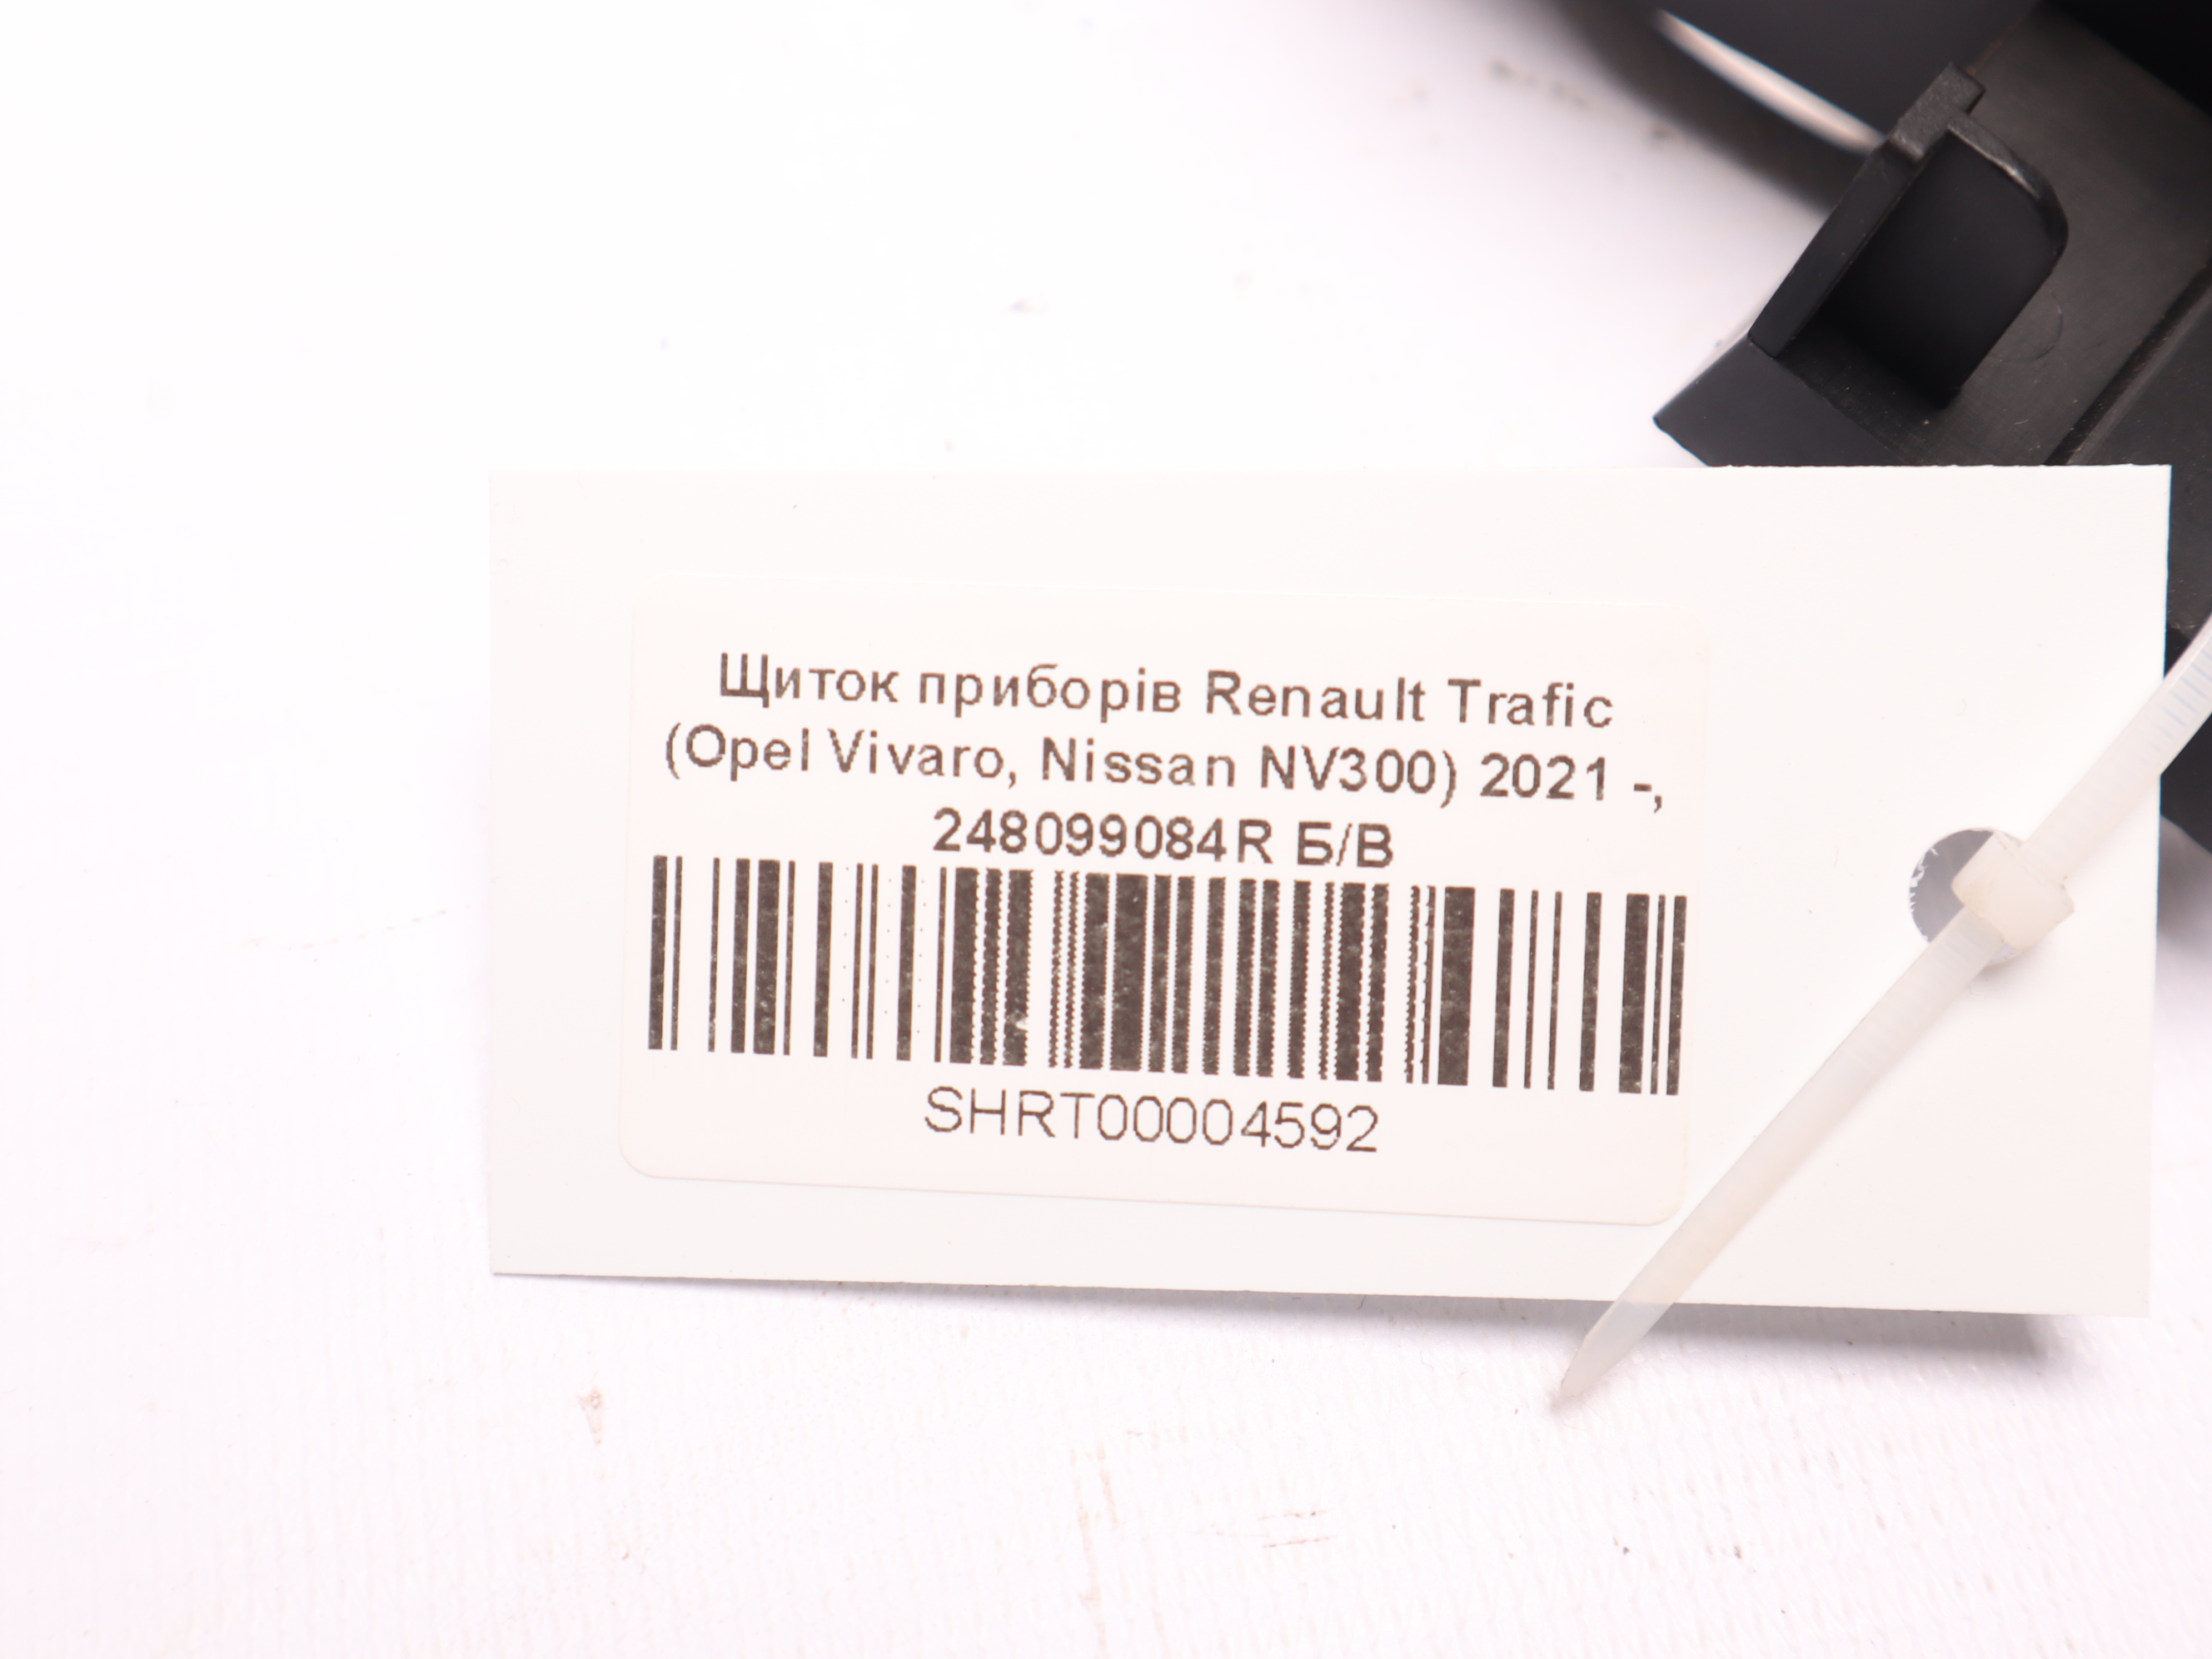 Щиток приборів Renault Trafic
(Opel Vivaro, Nissan NV300) 2021 -,
248099084R Б/В
SHRT00004592